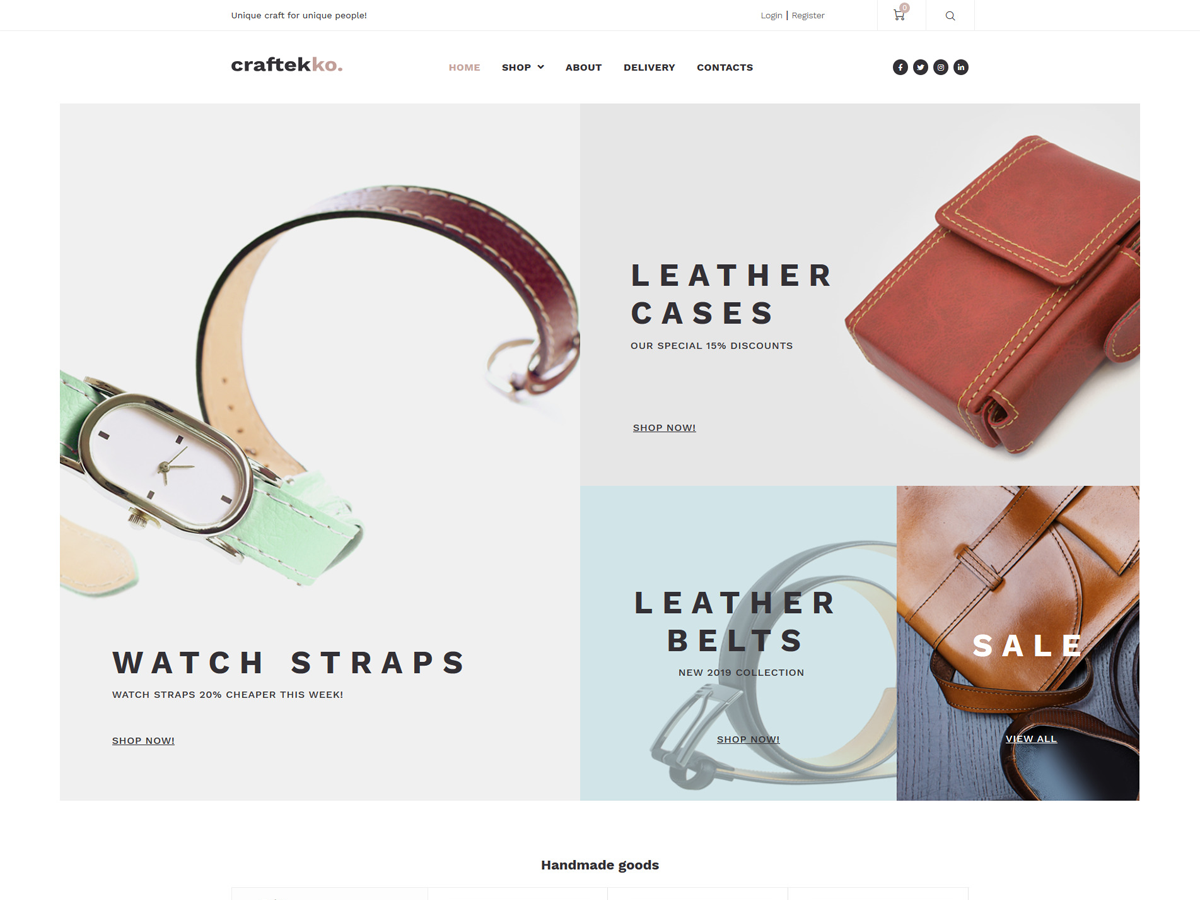 Unique craft for unique people!
Login | Register
0
craftekko.
HOME
SHOP
ABOUT
DELIVERY
CONTACTS
LEATHER
CASES
OUR SPECIAL 15% DISCOUNTS
SHOP NOW!
WATCH STRAPS
WATCH STRAPS 20% CHEAPER THIS WEEK!
SHOP NOW!
LEATHER
BELTS
NEW 2019 COLLECTION
SHOP NOW!
SALE
VIEW ALL
Handmade goods